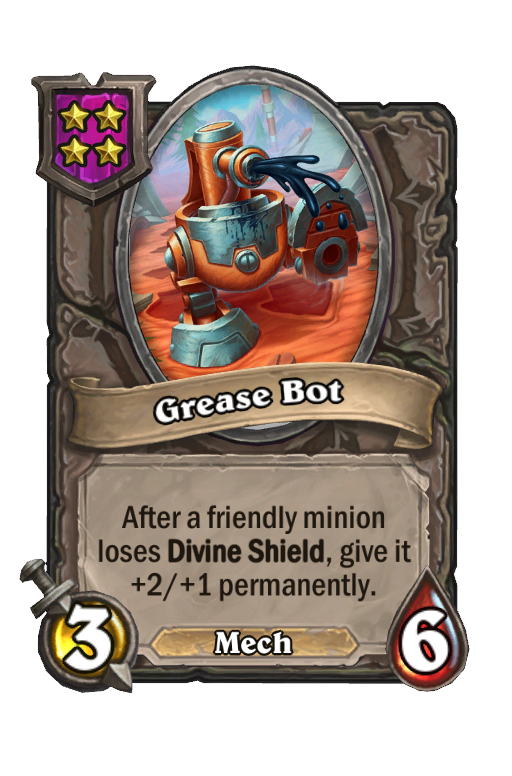 Grease Bot
After a friendly minion
loses Divine Shield, give it
+2/+1 permanently.
3
Mech
6